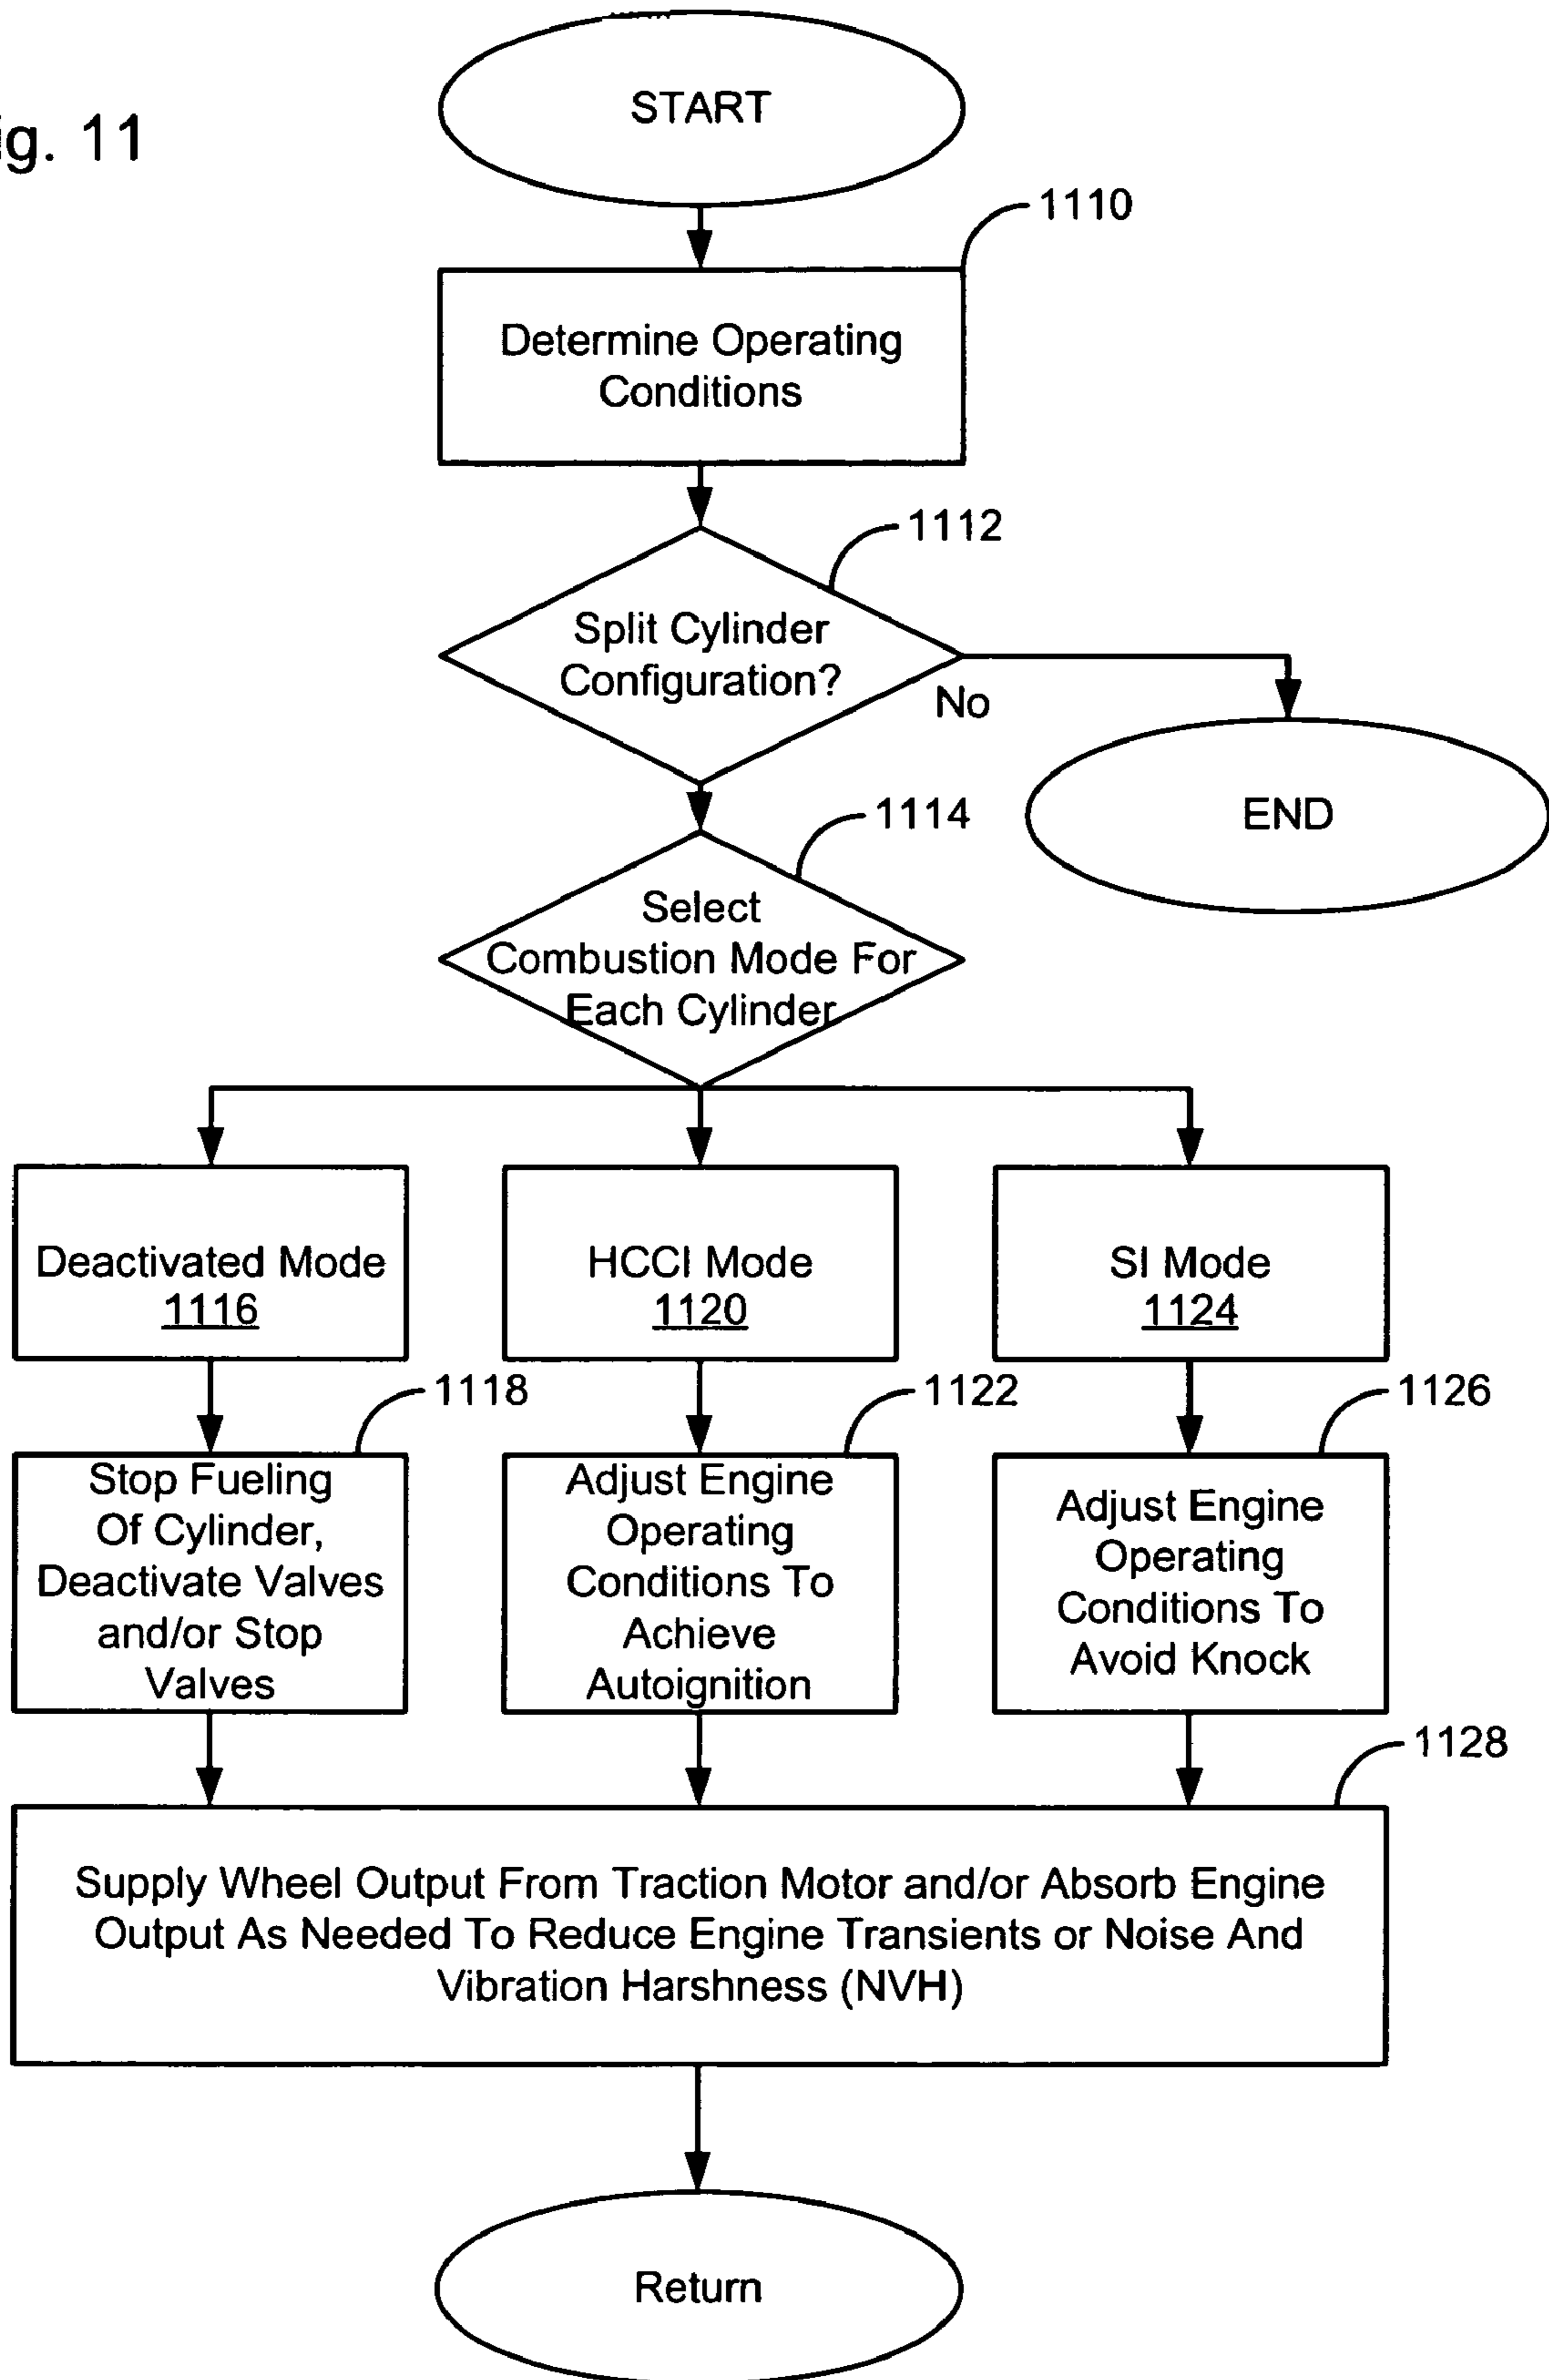 ig. 11
START
1110
Determine Operating
Conditions
1112
Split Cylinder
Configuration?
No
END
1114
Select
Combustion Mode For
Each Cylinder
Deactivated Mode
1116
HCCI Mode
1120
SI Mode
1124
1118
Stop Fueling
Of Cylinder,
Deactivate Valves
and/or Stop
Valves
1122
Adjust Engine
Operating
Conditions To
Achieve
Autoignition
1126
Adjust Engine
Operating
Conditions To
Avoid Knock
1128
Supply Wheel Output From Traction Motor and/or Absorb Engine
Output As Needed To Reduce Engine Transients or Noise And
Vibration Harshness (NVH)
Return